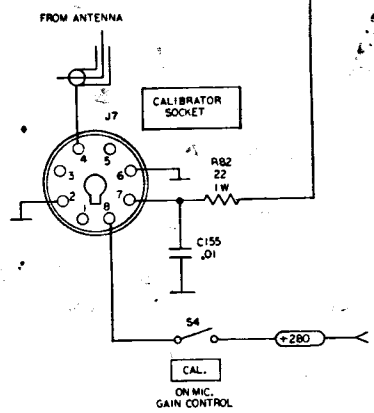 FROM ANTENNA
CALIBRATOR
SOCKET
J7
4
5
3
6
2
7
1
8
R82
22
1W
C155
.01
S4
+280
CAL.
ON MIC.
GAIN CONTROL